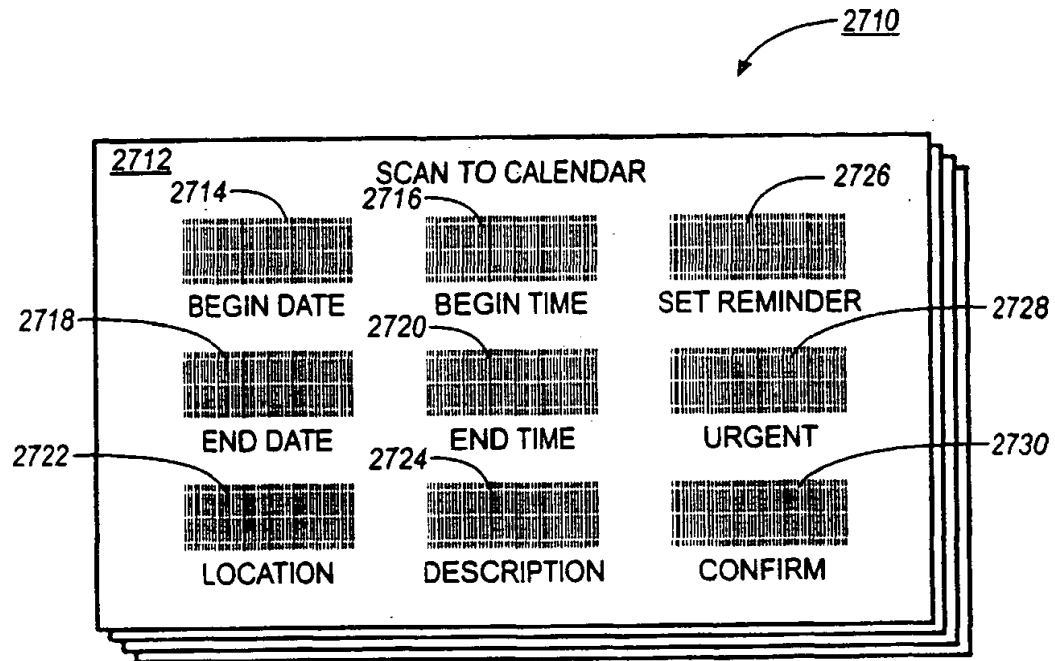 2710
2712
SCAN TO CALENDAR
2714
2716
2726
BEGIN DATE
BEGIN TIME
SET REMINDER
2718
2720
2728
END DATE
END TIME
URGENT
2722
2724
2730
LOCATION
DESCRIPTION
CONFIRM